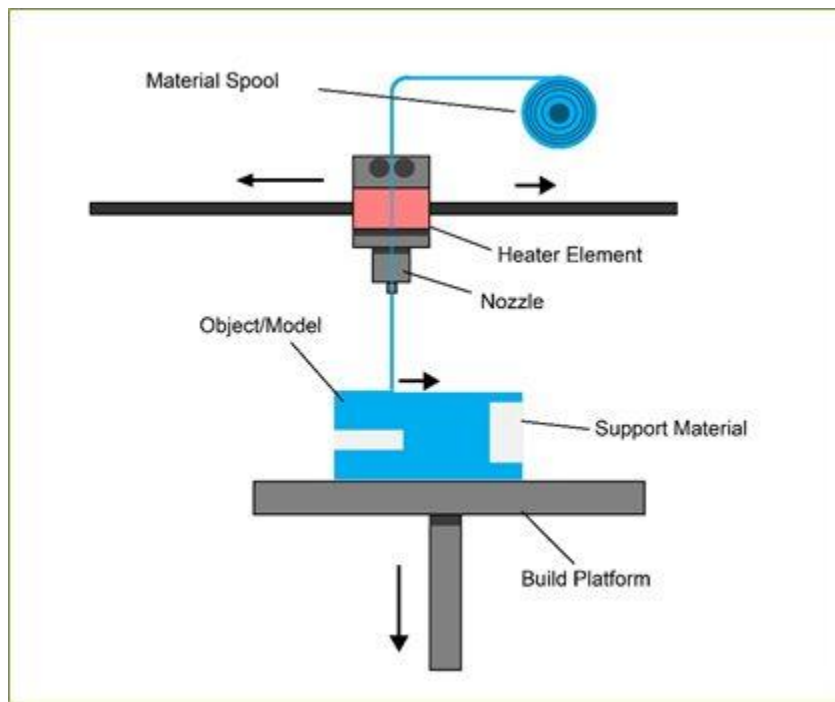 Material Spool
Heater Element
Nozzle
Object/Model
Support Material
Build Platform